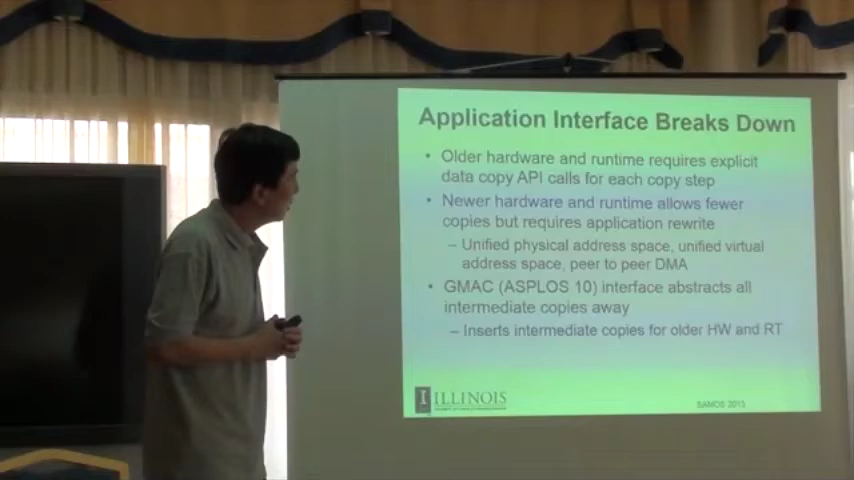 Application Interface Breaks Down
• Older hardware and runtime requires explicit
data copy API calls for each copy step
• Newer hardware and runtime allows fewer
copies but requires application rewrite
– Unified physical address space, unified virtual
address space, peer to peer DMA
• GMAC (ASPLOS 10) interface abstracts all
intermediate copies away
– Inserts intermediate copies for older HW and RT
I ILLINOIS
SAMOS 2013